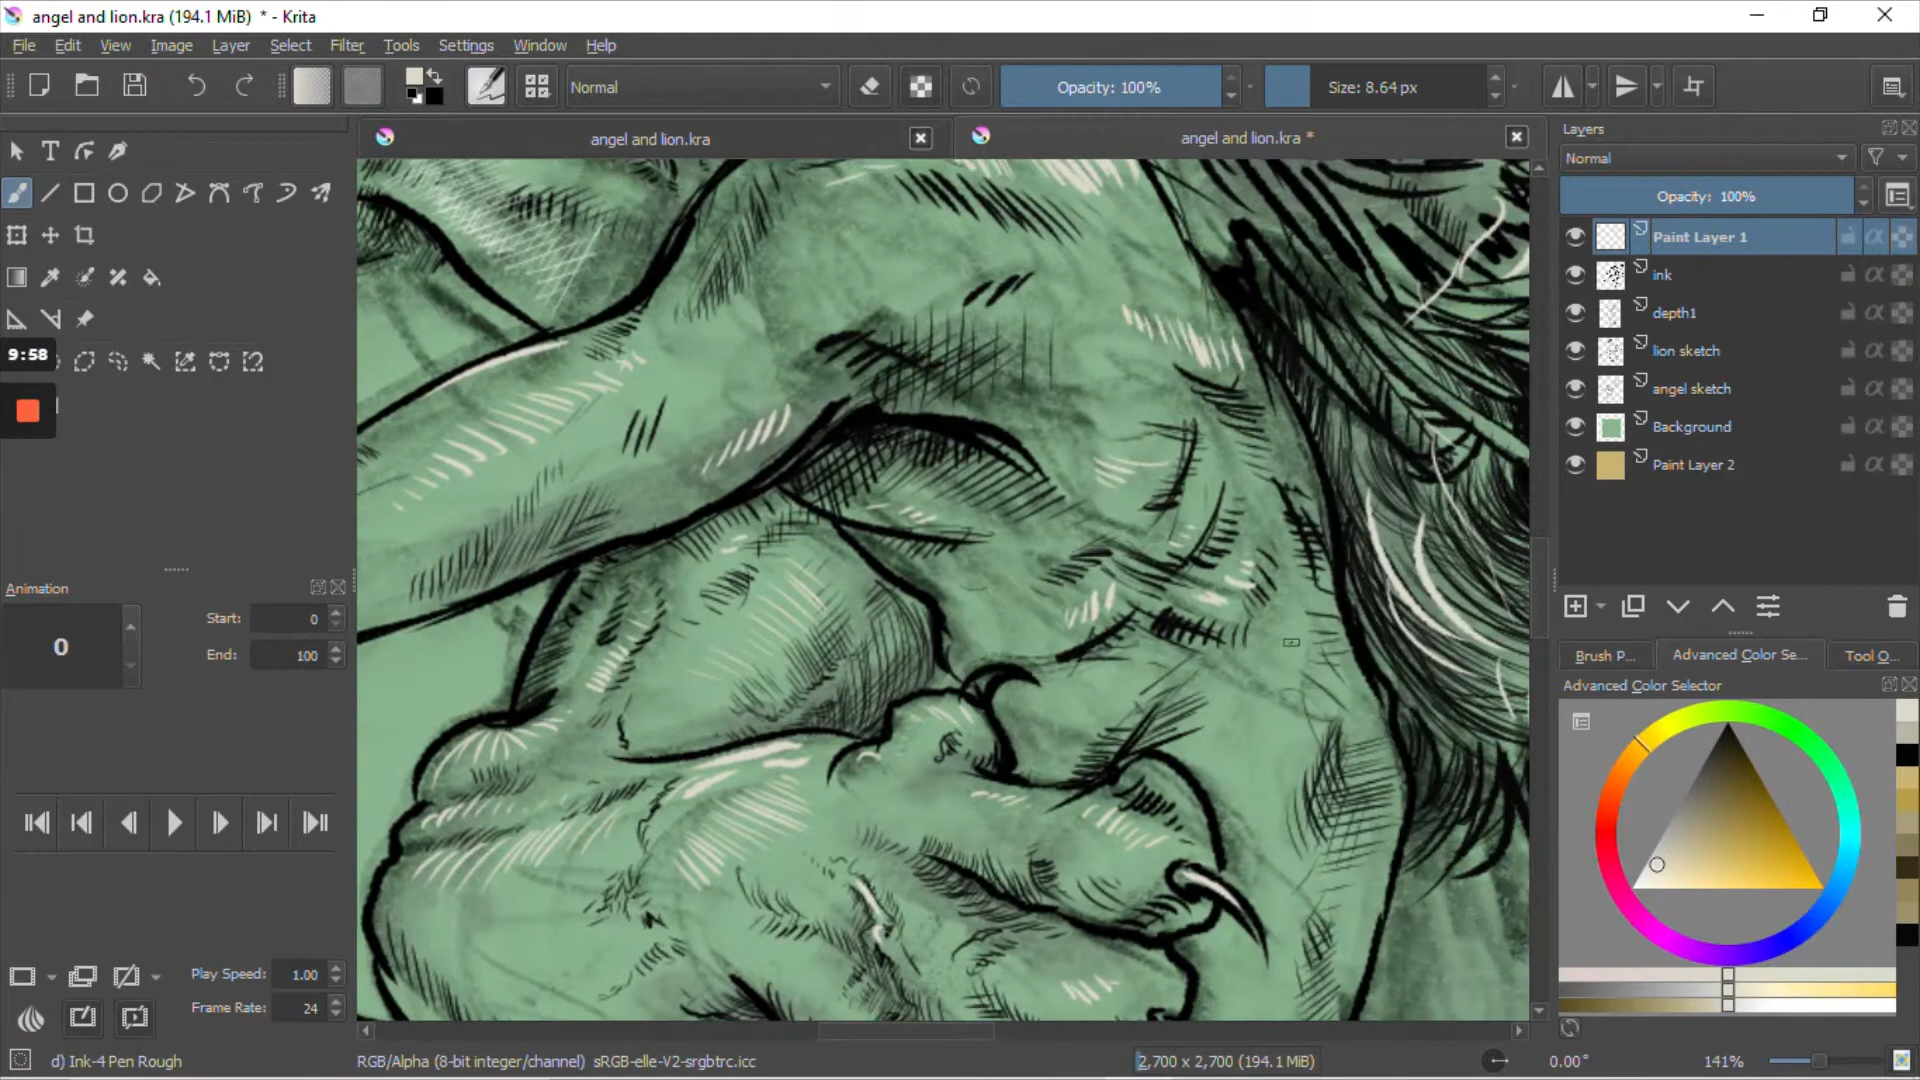 angel and lion.kra (194.1 MiB)  * - Krita
File Edit View Image Layer Select Filter Tools Settings Window Help
Normal
Opacity: 100%
Size: 8.64 px
angel and lion.kra
angel and lion.kra *
Layers
Normal
Opacity:  100%
Paint Layer 1
ink
depth1
lion sketch
angel sketch
Background
Paint Layer 2
9:58
Animation
0
Start: 0
End: 100
Play Speed: 1.00
Frame Rate: 24
Brush P...
Advanced Color Se...
Tool O...
Advanced Color Selector
d) Ink-4 Pen Rough
RGB/Alpha (8-bit integer/channel)  sRGB-elle-V2-srgbtrc.icc
2,700 x 2,700 (194.1 MiB)
0.00°
141%